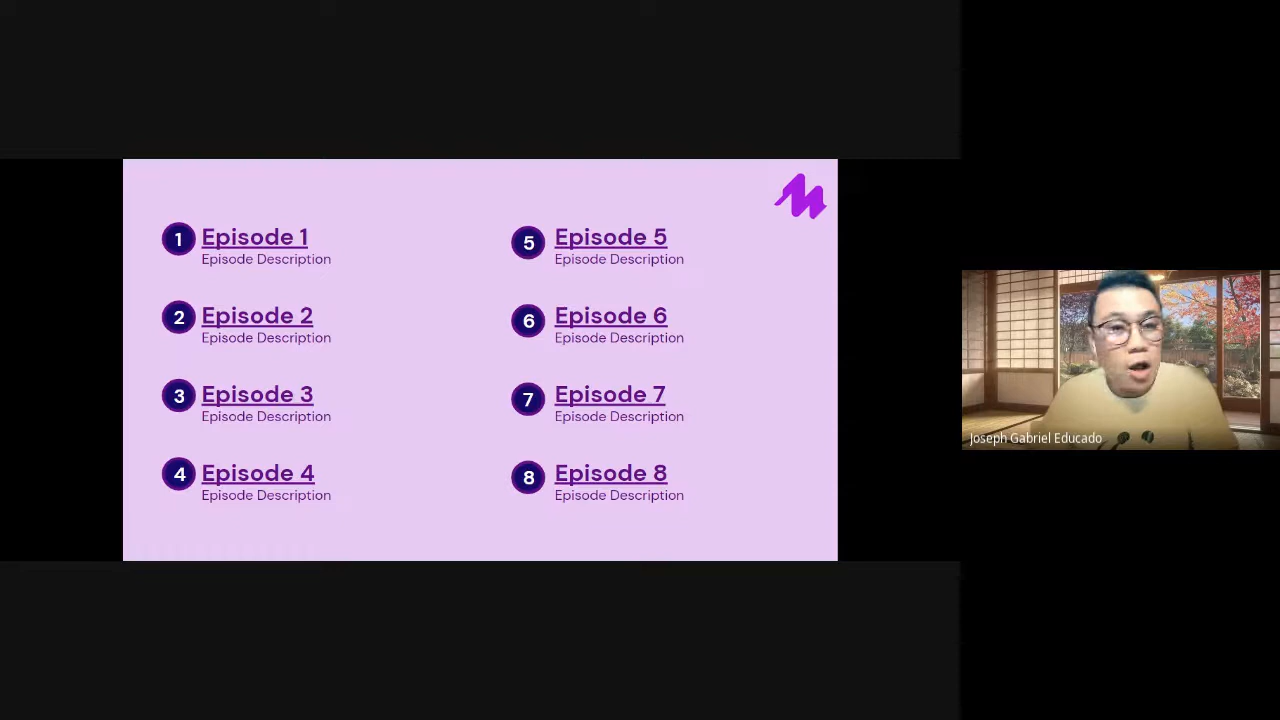 1 Episode 1
Episode Description
2 Episode 2
Episode Description
3 Episode 3
Episode Description
4 Episode 4
Episode Description
5 Episode 5
Episode Description
6 Episode 6
Episode Description
7 Episode 7
Episode Description
8 Episode 8
Episode Description
Joseph Gabriel Educado